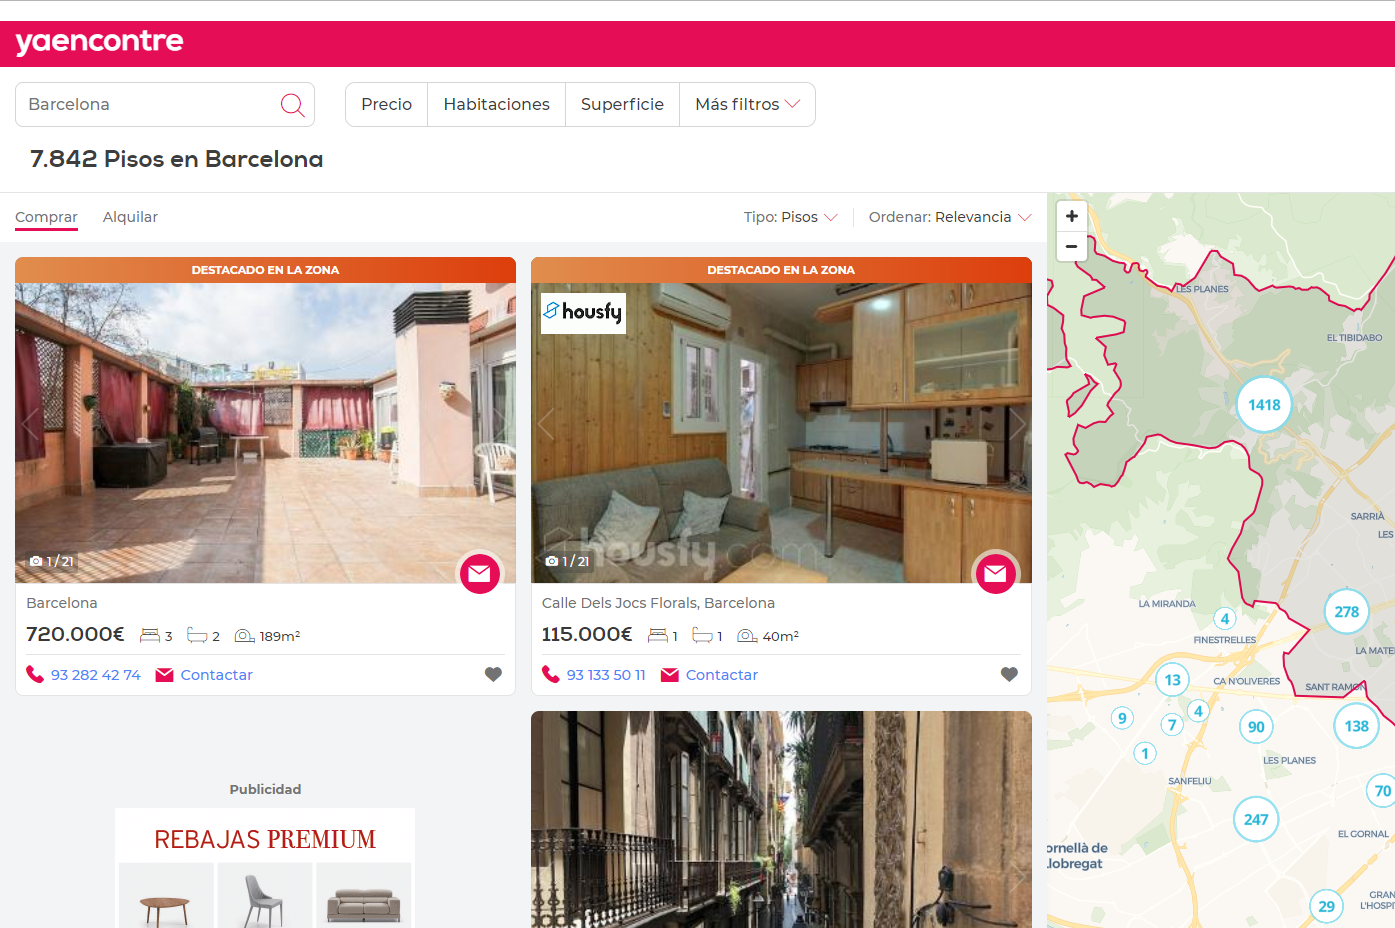 yaencontre
Barcelona
Precio
Habitaciones
Superficie
Más filtros
7.842 Pisos en Barcelona
Comprar
Alquilar
Tipo: Pisos
Ordenar: Relevancia
DESTACADO EN LA ZONA
1 / 21
Barcelona
720.000€ 3 2 189m²
93 282 42 74 Contactar
DESTACADO EN LA ZONA
housfy
housfy.com
1 / 21
Calle Dels Jocs Florals, Barcelona
115.000€ 1 1 40m²
93 133 50 11 Contactar
Publicidad
REBAJAS PREMIUM
+
−
LES PLANES
EL TIBIDABO
1418
SARRIÀ
LES
LA MIRANDA
4
278
FINESTRELLES
LA MATE
13
CA N'OLIVERES
SANT RAMON
9
4
7
90
138
1
LES PLANES
SANFELIU
70
247
EL GORNAL
ornellà de
Llobregat
GRAN
L'HOSPI
29